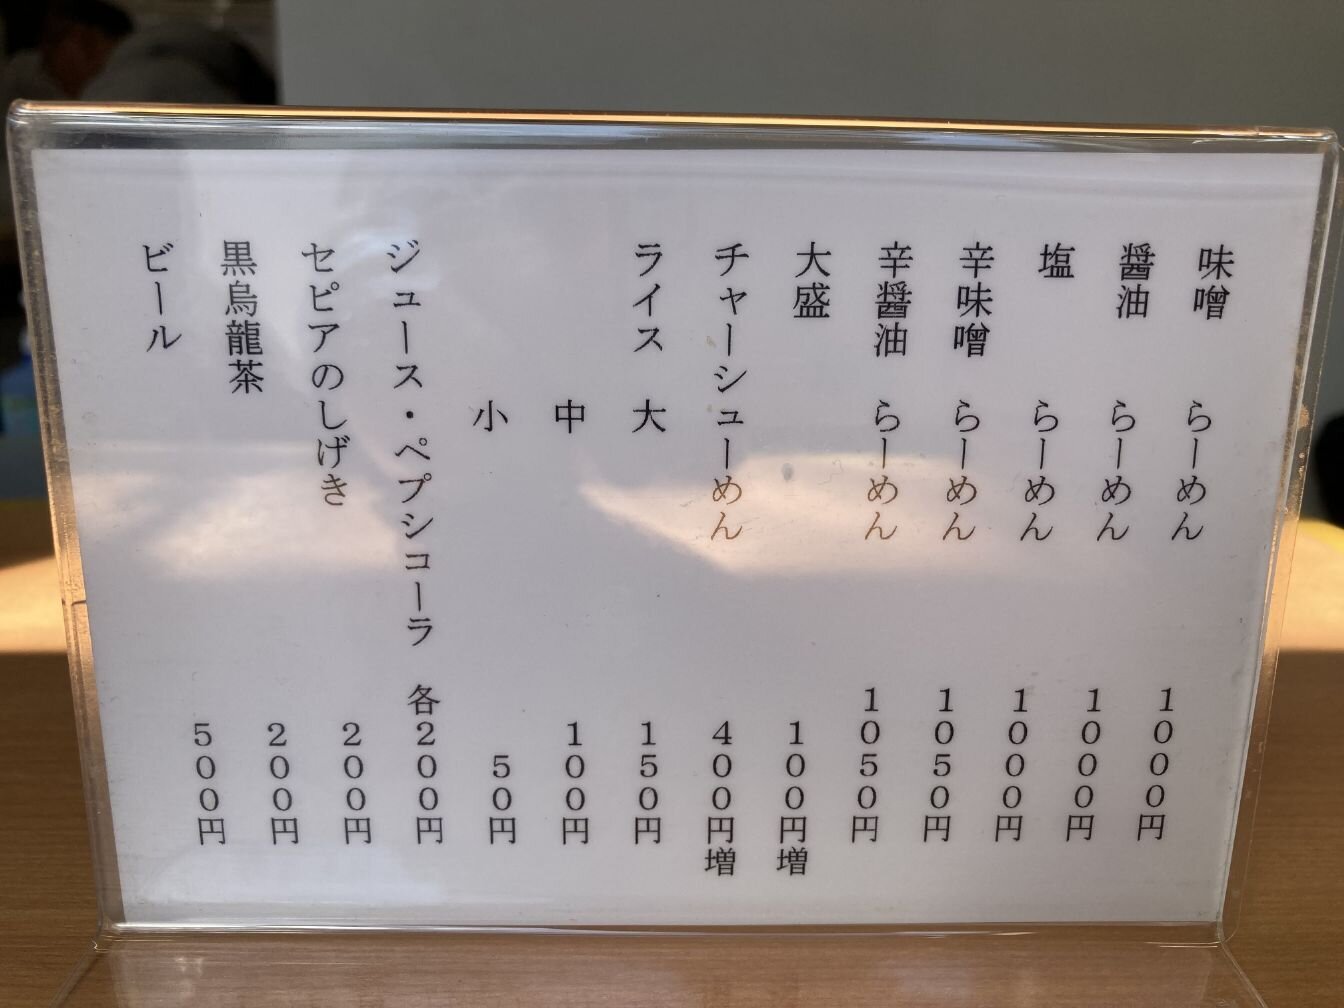 味噌　らーめん　１０００円
醤油　らーめん　１０００円
塩　らーめん　１０００円
辛味噌　らーめん　１０５０円
辛醤油　らーめん　１０５０円
大盛　１００円増
チャーシューめん　４００円増
ライス　大　１５０円
中　１００円
小　５０円
ジュース・ペプシコーラ　各２００円
セピアのしげき　２００円
黒烏龍茶　２００円
ビール　５００円